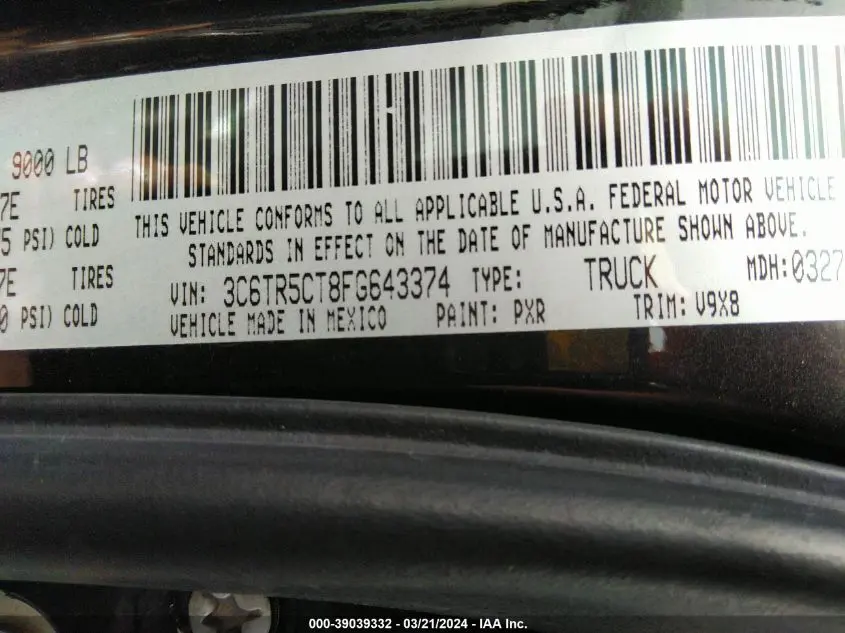 9000 LB
7E TIRES
5 PSI) COLD
7E TIRES
0 PSI) COLD
THIS VEHICLE CONFORMS TO ALL APPLICABLE U.S.A. FEDERAL MOTOR VEHICLE
STANDARDS IN EFFECT ON THE DATE OF MANUFACTURE SHOWN ABOVE.
VIN: 3C6TR5CT8FG643374 TYPE: TRUCK MDH:0327
VEHICLE MADE IN MEXICO PAINT: PXR TRIM: V9X8
000-39039332 / 03/21/2024 - IAA Inc.